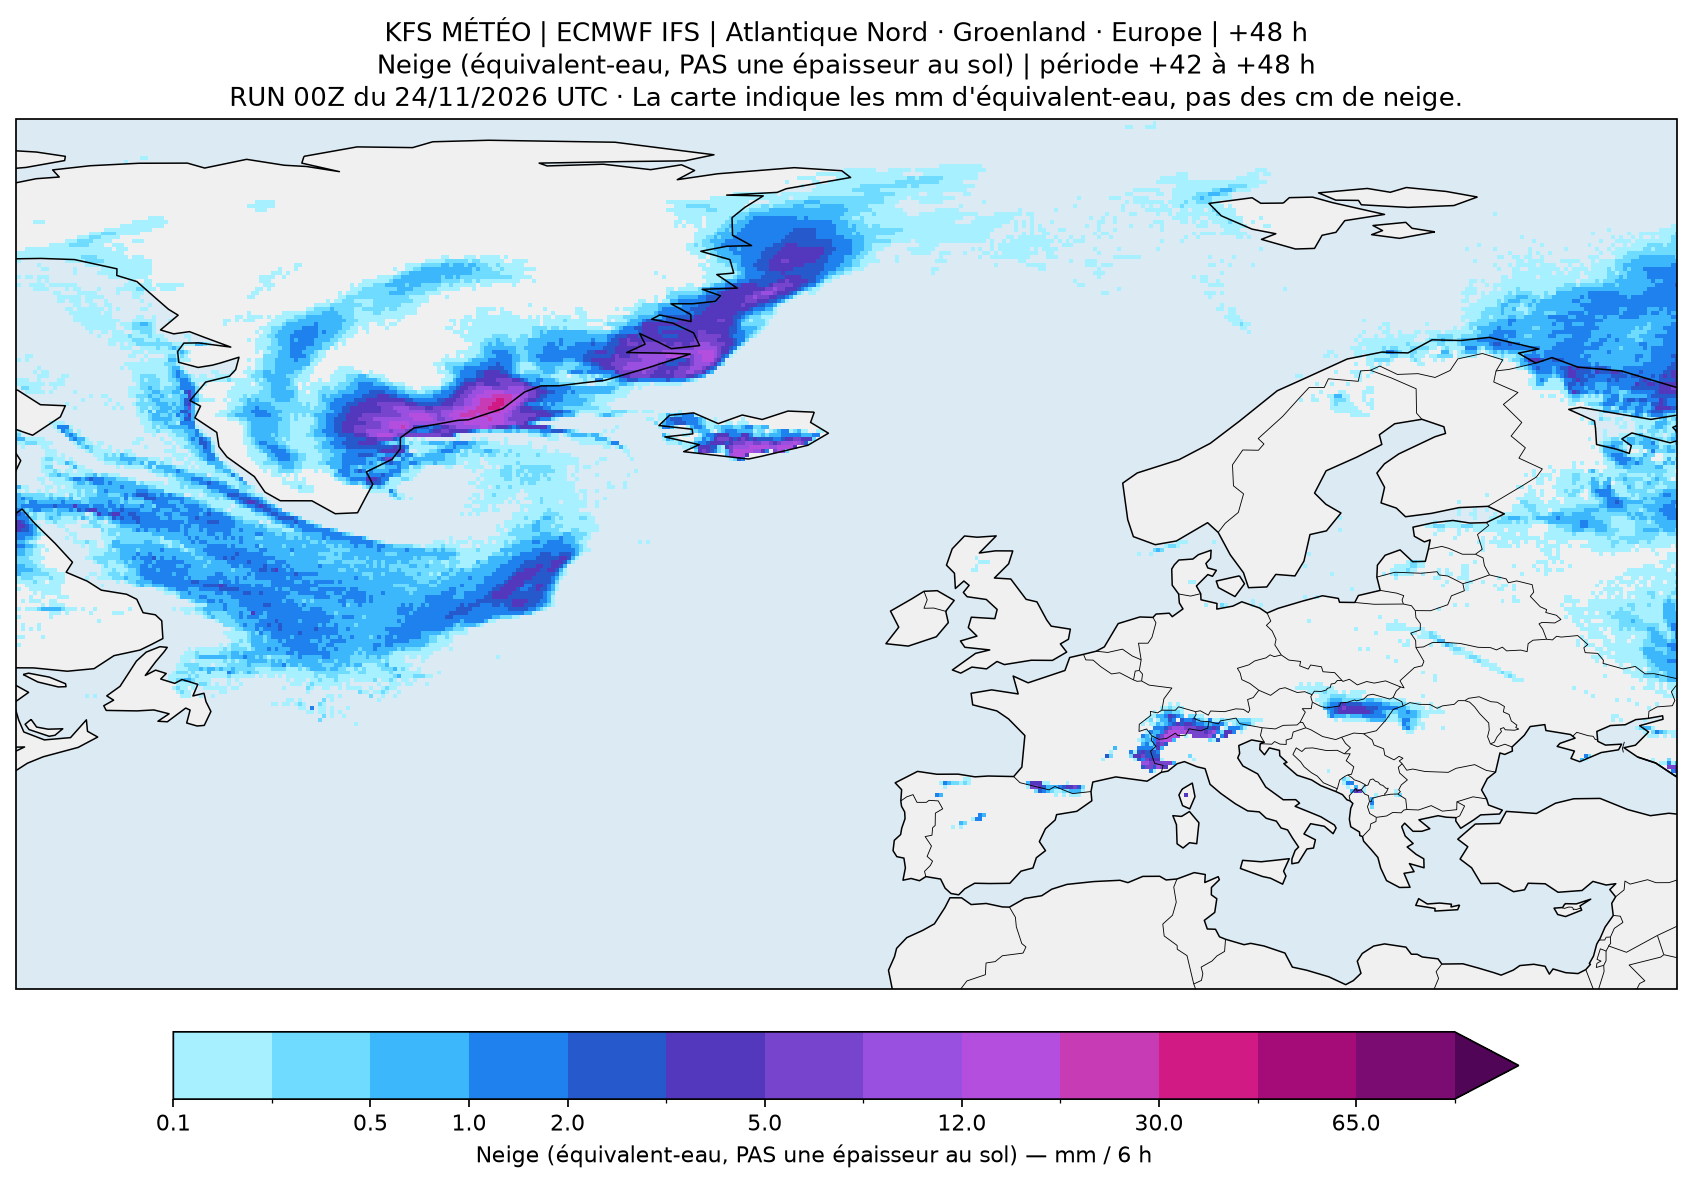 KFS MÉTÉO | ECMWF IFS | Atlantique Nord · Groenland · Europe | +48 h
Neige (équivalent-eau, PAS une épaisseur au sol) | période +42 à +48 h
RUN 00Z du 24/11/2026 UTC · La carte indique les mm d'équivalent-eau, pas des cm de neige.
0.1 0.5 1.0 2.0 5.0 12.0 30.0 65.0
Neige (équivalent-eau, PAS une épaisseur au sol) — mm / 6 h